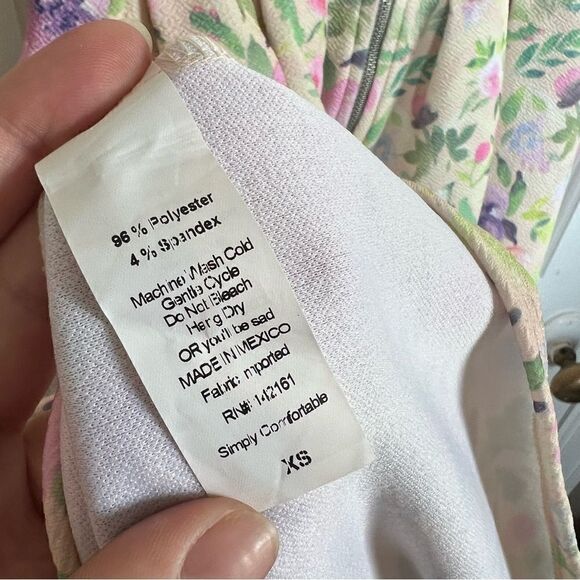 96 % Polyester
4 % Spandex
Machine Wash Cold
Gentle Cycle
Do Not Bleach
Hang Dry
OR you'll be sad
MADE IN MEXICO
Fabric Imported
RN# 142161
Simply Comfortable
XS